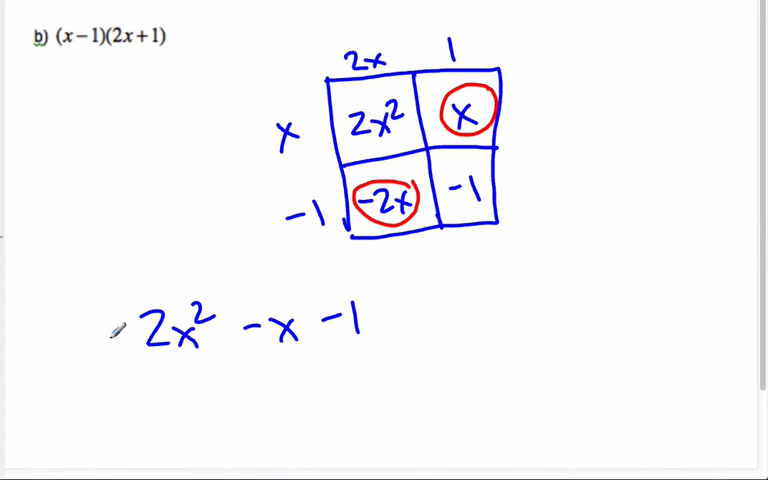 b) (x-1)(2x+1)
2x 1
x 2x² x
-1 -2x -1
2x² -x -1